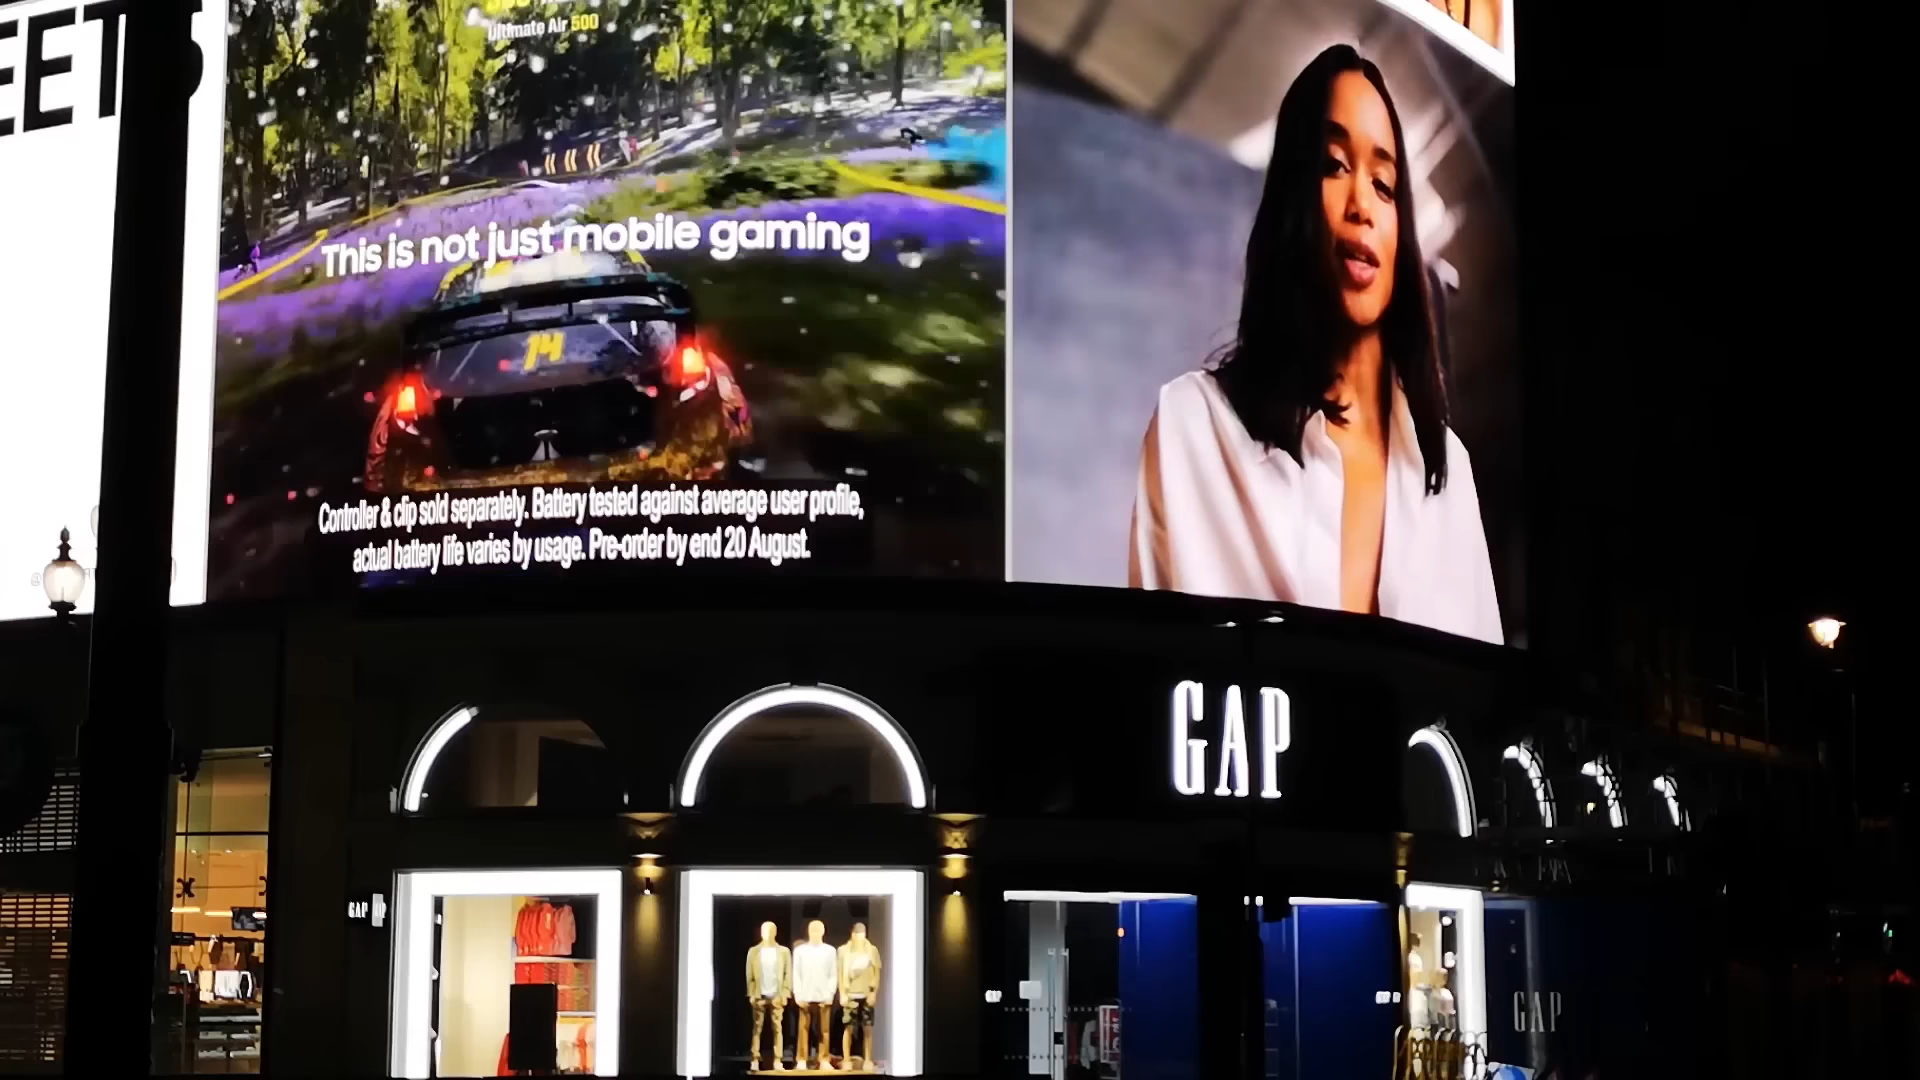 EETS
Ultimate Air 500
This is not just mobile gaming
14
Controller & clip sold separately. Battery tested against average user profile,
actual battery life varies by usage. Pre-order by end 20 August.
GAP
GAP
GAP